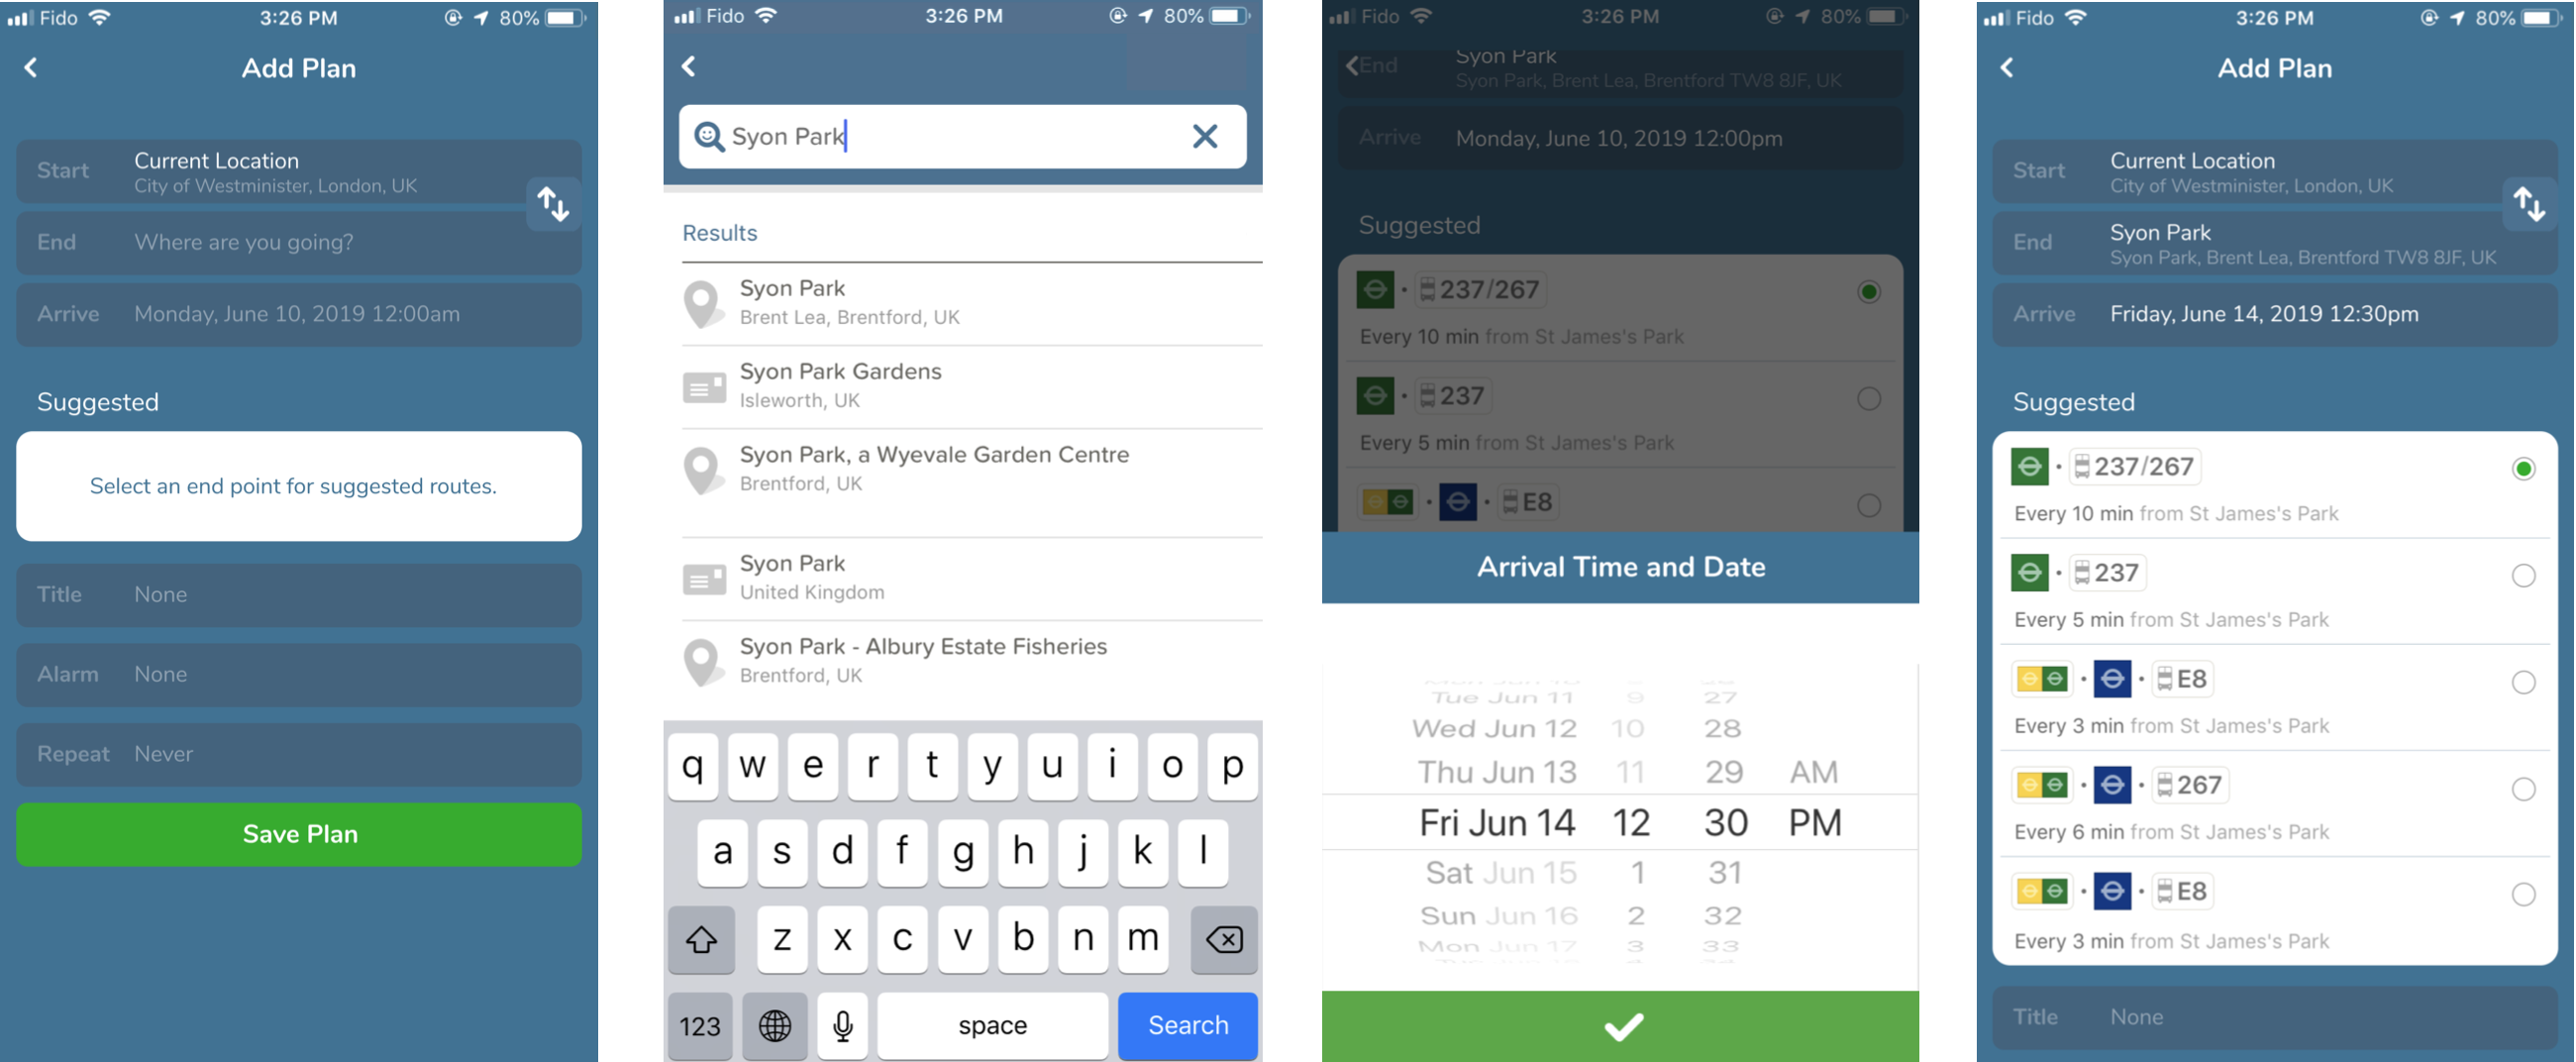 Fido 3:26 PM 80%
Add Plan
Start Current Location
City of Westminister, London, UK
End Where are you going?
Arrive Monday, June 10, 2019 12:00am
Suggested
Select an end point for suggested routes.
Title None
Alarm None
Repeat Never
Save Plan
Fido 3:26 PM 80%
Syon Park
Results
Syon Park
Brent Lea, Brentford, UK
Syon Park Gardens
Isleworth, UK
Syon Park, a Wyevale Garden Centre
Brentford, UK
Syon Park
United Kingdom
Syon Park - Albury Estate Fisheries
Brentford, UK
q w e r t y u i o p
a s d f g h j k l
z x c v b n m
123 space Search
Fido 3:26 PM 80%
End Syon Park
Syon Park, Brent Lea, Brentford TW8 8JF, UK
Arrive Monday, June 10, 2019 12:00pm
Suggested
237/267
Every 10 min from St James's Park
237
Every 5 min from St James's Park
E8
Arrival Time and Date
Tue Jun 11 9 27
Wed Jun 12 10 28
Thu Jun 13 11 29 AM
Fri Jun 14 12 30 PM
Sat Jun 15 1 31
Sun Jun 16 2 32
Mon Jun 17 3 33
Fido 3:26 PM 80%
Add Plan
Start Current Location
City of Westminister, London, UK
End Syon Park
Syon Park, Brent Lea, Brentford TW8 8JF, UK
Arrive Friday, June 14, 2019 12:30pm
Suggested
237/267
Every 10 min from St James's Park
237
Every 5 min from St James's Park
E8
Every 3 min from St James's Park
267
Every 6 min from St James's Park
E8
Every 3 min from St James's Park
Title None